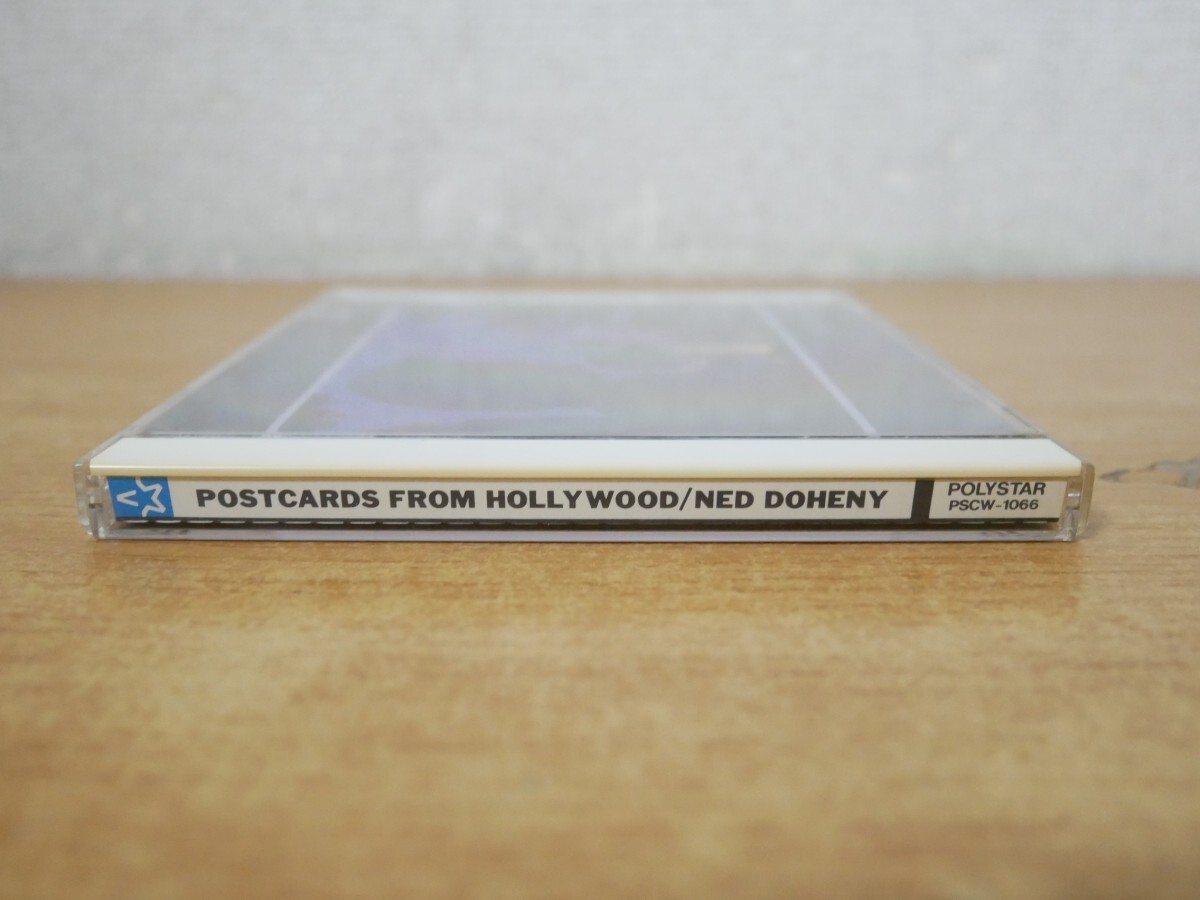 POSTCARDS FROM HOLLYWOOD/NED DOHENY
POLYSTAR
PSCW-1066